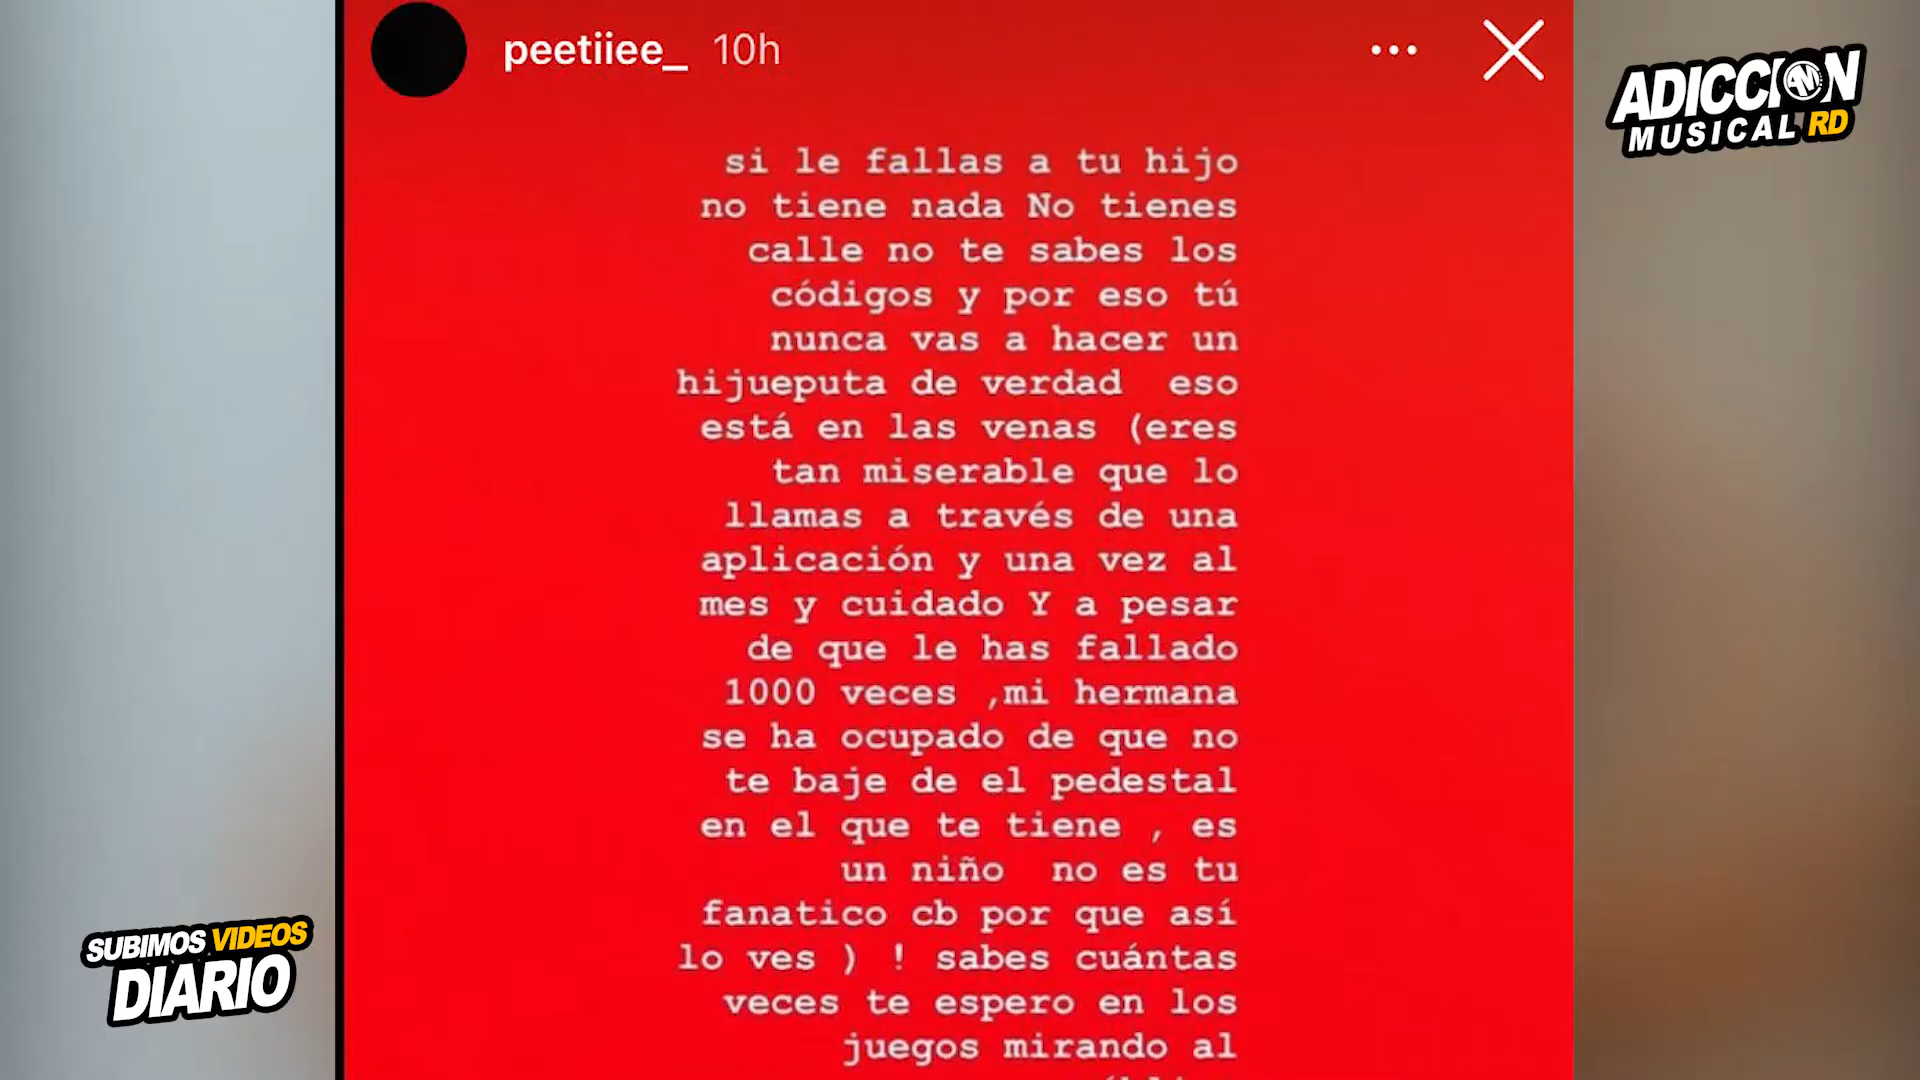 peetiiee_ 10h
ADICCION
MUSICAL RD
si le fallas a tu hijo
no tiene nada No tienes
calle no te sabes los
códigos y por eso tú
nunca vas a hacer un
hijueputa de verdad eso
está en las venas (eres
tan miserable que lo
llamas a través de una
aplicación y una vez al
mes y cuidado Y a pesar
de que le has fallado
1000 veces ,mi hermana
se ha ocupado de que no
te baje de el pedestal
en el que te tiene , es
un niño no es tu
fanatico cb por que así
lo ves ) ! sabes cuántas
veces te espero en los
juegos mirando al
SUBIMOS VIDEOS
DIARIO